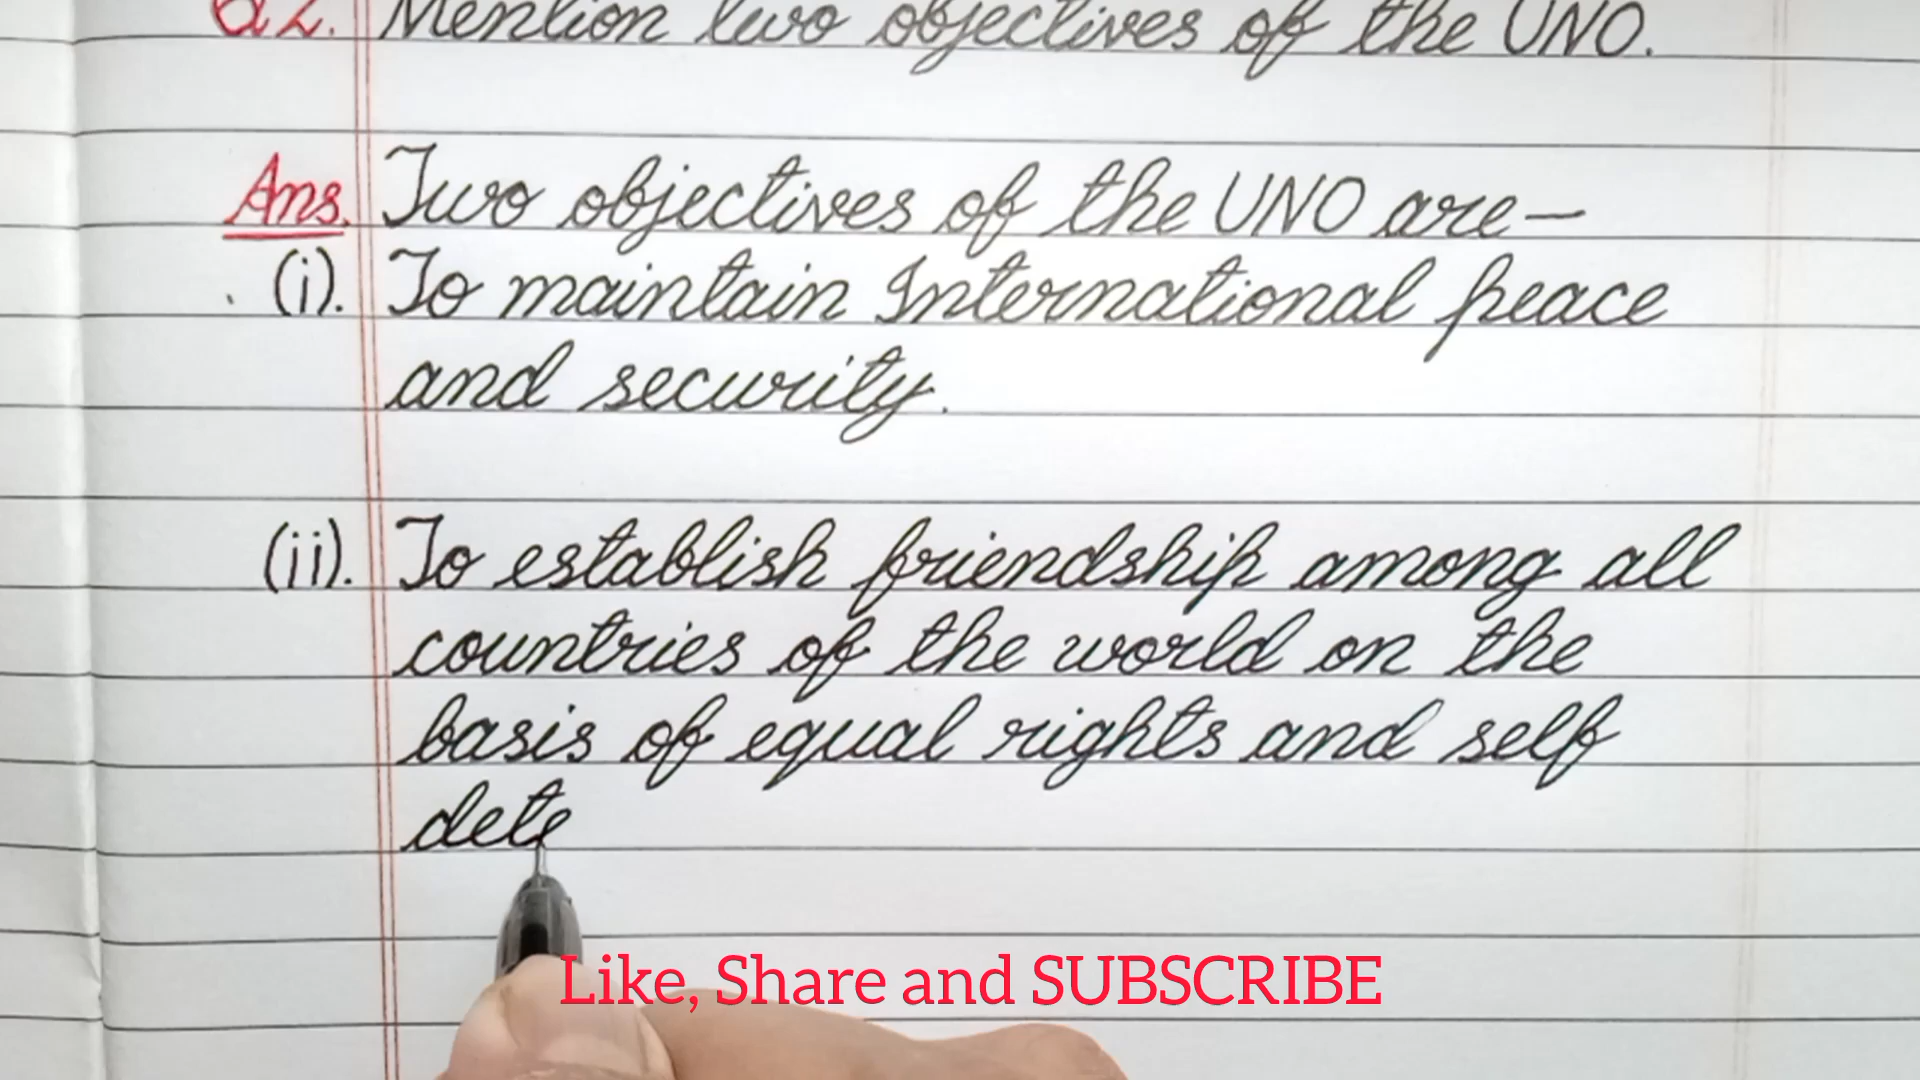 Q2. Mention two objectives of the UNO.
Ans. Two objectives of the UNO are—
(i). To maintain International peace
and security.
(ii). To establish friendship among all
countries of the world on the
basis of equal rights and self
dete
Like, Share and SUBSCRIBE